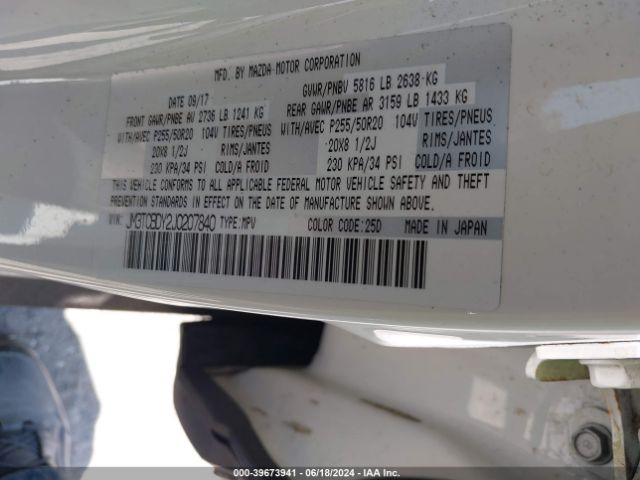 MFD. BY MAZDA MOTOR CORPORATION
DATE 09/17 GVWR/PNBV 5816 LB 2638 KG
FRONT GAWR/PNBE AV 2736 LB 1241 KG REAR GAWR/PNBE AR 3159 LB 1433 KG
WITH/AVEC P255/50R20 104V TIRES/PNEUS WITH/AVEC P255/50R20 104V TIRES/PNEUS
20X8 1/2J RIMS/JANTES 20X8 1/2J RIMS/JANTES
230 KPA/34 PSI COLD/A FROID 230 KPA/34 PSI COLD/A FROID
THIS VEHICLE CONFORMS TO ALL APPLICABLE FEDERAL MOTOR VEHICLE SAFETY AND THEFT
PREVENTION STANDARDS IN EFFECT ON THE DATE OF MANUFACTURE SHOWN ABOVE.
VIN: JM3TCBDY2J0207840 TYPE:MPV COLOR CODE:25D MADE IN JAPAN
000-39673941 - 06/18/2024 - IAA Inc.